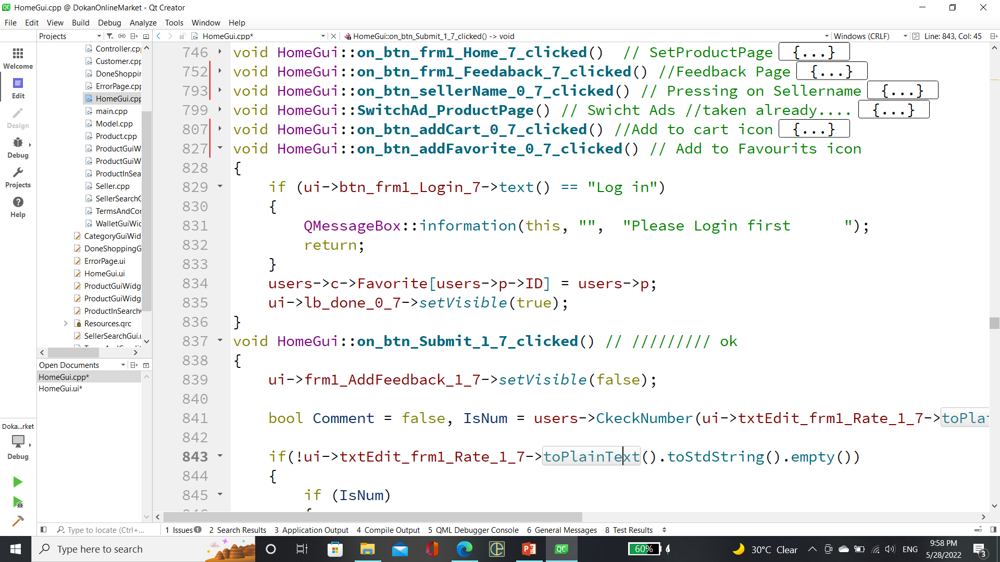 HomeGui.cpp @ DokanOnlineMarket - Qt Creator
File Edit View Build Debug Analyze Tools Window Help
Projects
HomeGui.cpp*
HomeGui::on_btn_Submit_1_7_clicked() -> void
Windows (CRLF)
Line: 843, Col: 45
Welcome
Edit
Design
Debug
Projects
Help
Doka...rket
Debug
Controller.cpp
Customer.cpp
DoneShoppin
ErrorPage.cpp
HomeGui.cpp
main.cpp
Model.cpp
Product.cpp
ProductGuiW
ProductGuiW
ProductInSea
Seller.cpp
SellerSearchG
TermsAndCor
WalletGuiWid
CategoryGuiWid
DoneShoppingG
ErrorPage.ui
HomeGui.ui
ProductGuiWidg
ProductGuiWidg
ProductInSearch
Resources.qrc
SellerSearchGui.u
Open Documents
HomeGui.cpp*
HomeGui.ui*
746 void HomeGui::on_btn_frm1_Home_7_clicked() // SetProductPage {...}
752 void HomeGui::on_btn_frm1_Feedaback_7_clicked() //Feedback Page {...}
793 void HomeGui::on_btn_sellerName_0_7_clicked() // Pressing on Sellername {...}
799 void HomeGui::SwitchAd_ProductPage() // Swicht Ads //taken already.... {...}
807 void HomeGui::on_btn_addCart_0_7_clicked() //Add to cart icon {...}
827 void HomeGui::on_btn_addFavorite_0_7_clicked() // Add to Favourits icon
828 {
829 if (ui->btn_frm1_Login_7->text() == "Log in")
830 {
831 QMessageBox::information(this, "", "Please Login first      ");
832 return;
833 }
834 users->c->Favorite[users->p->ID] = users->p;
835 ui->lb_done_0_7->setVisible(true);
836 }
837 void HomeGui::on_btn_Submit_1_7_clicked() // ///////// ok
838 {
839 ui->frm1_AddFeedback_1_7->setVisible(false);
840
841 bool Comment = false, IsNum = users->CkeckNumber(ui->txtEdit_frm1_Rate_1_7->toPlai
842
843 if(!ui->txtEdit_frm1_Rate_1_7->toPlainText().toStdString().empty())
844 {
845 if (IsNum)
Type to locate (Ctrl+...
1 Issues 1 2 Search Results 3 Application Output 4 Compile Output 5 QML Debugger Console 6 General Messages 8 Test Results
Type here to search
60%
30°C Clear
ENG
9:58 PM
5/28/2022
3